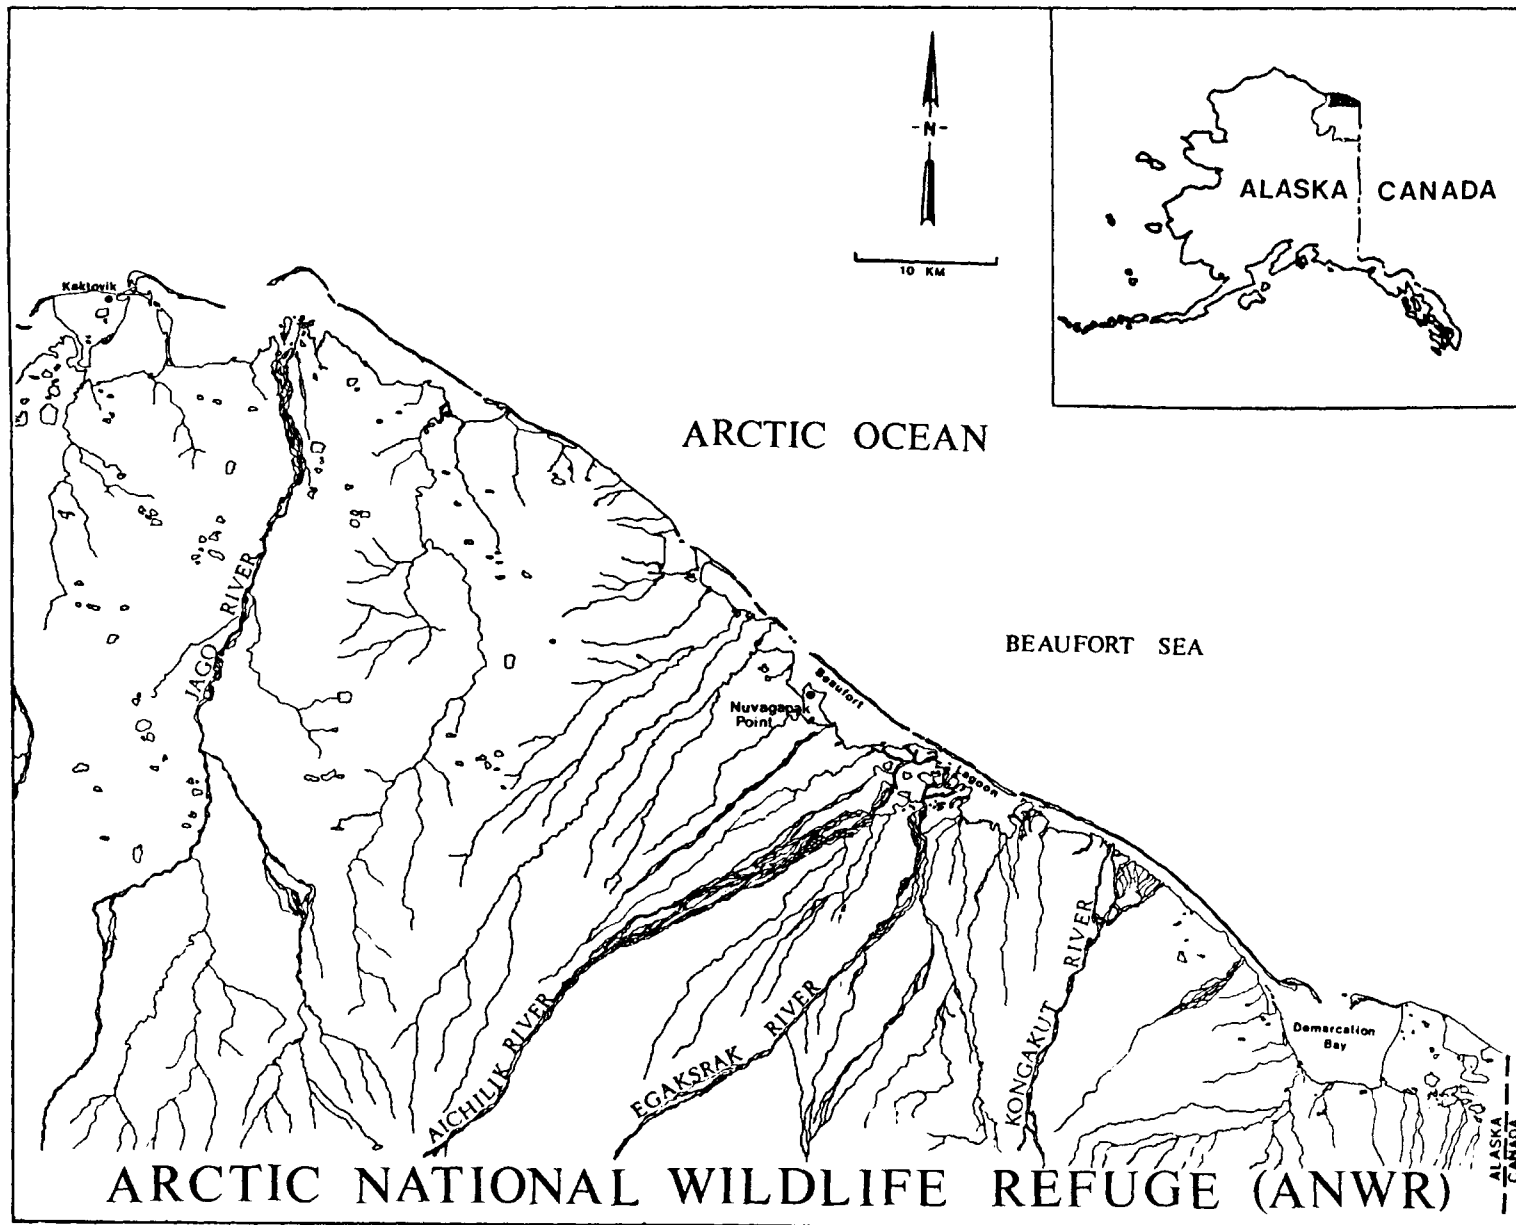 -N-
10 KM
ALASKA
CANADA
Kaktovik
ARCTIC OCEAN
JAGO RIVER
BEAUFORT SEA
Beaufort Lagoon
Nuvagapak
Point
AICHILIK RIVER
EGAKSRAK RIVER
KONGAKUT RIVER
Demarcation
Bay
ALASKA
CANADA
ARCTIC NATIONAL WILDLIFE REFUGE (ANWR)